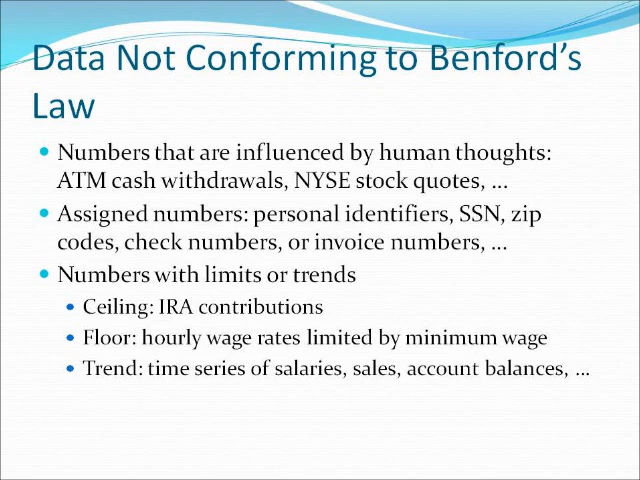 Data Not Conforming to Benford's
Law
Numbers that are influenced by human thoughts:
ATM cash withdrawals, NYSE stock quotes, ...
Assigned numbers: personal identifiers, SSN, zip
codes, check numbers, or invoice numbers, ...
Numbers with limits or trends
Ceiling: IRA contributions
Floor: hourly wage rates limited by minimum wage
Trend: time series of salaries, sales, account balances, ...